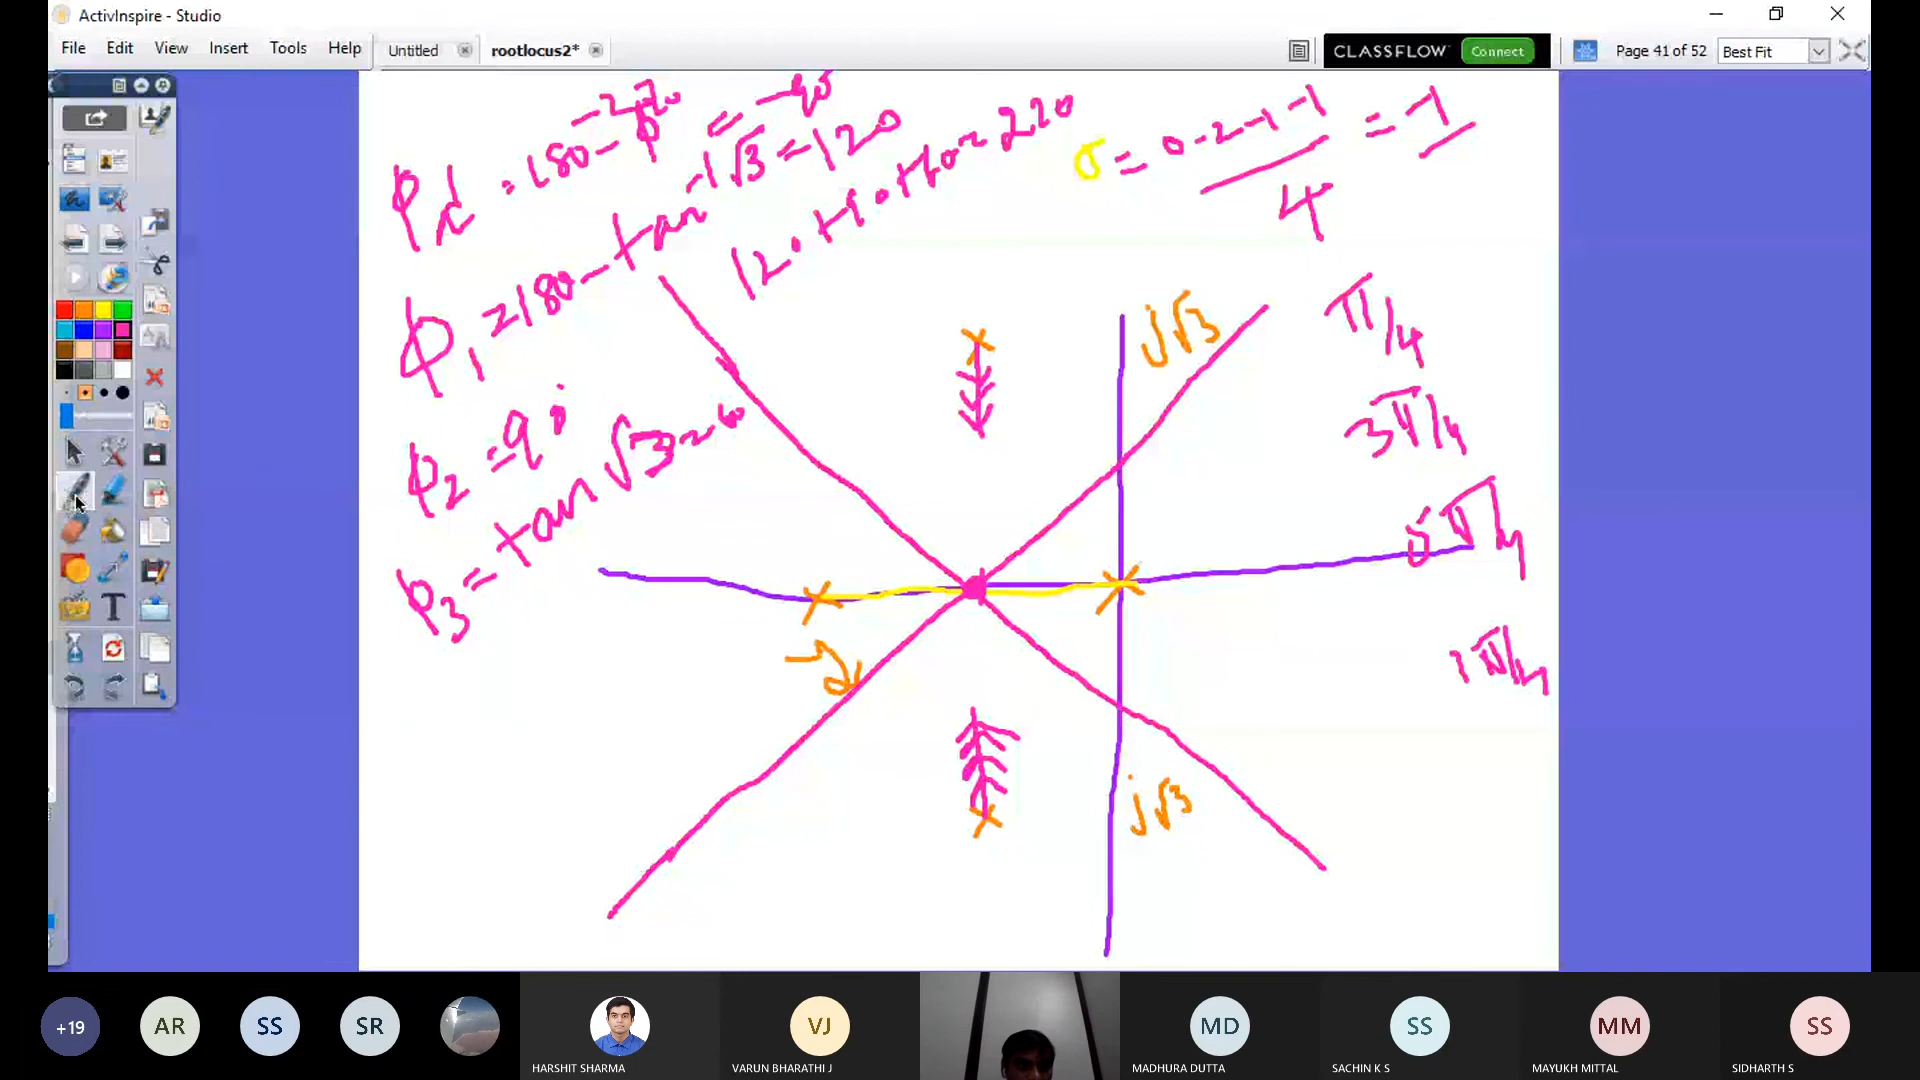 ActivInspire - Studio
File Edit View Insert Tools Help
Untitled rootlocus2*
CLASSFLOW Connect
Page 41 of 52 Best Fit
-270
ϕd = 180-ϕ = -90
ϕ1 = 180-tan-1√3 = 120
120+90+60=270
ϕ2 = 90
ϕ3 = tan √3 = 60
σ = 0-2-1-1 = -1
4
j√3
π/4
3π/4
5π/4
7π/4
-2
j√3
+19
AR
SS
SR
VJ
MD
SS
MM
SS
HARSHIT SHARMA
VARUN BHARATHI J
MADHURA DUTTA
SACHIN K S
MAYUKH MITTAL
SIDHARTH S